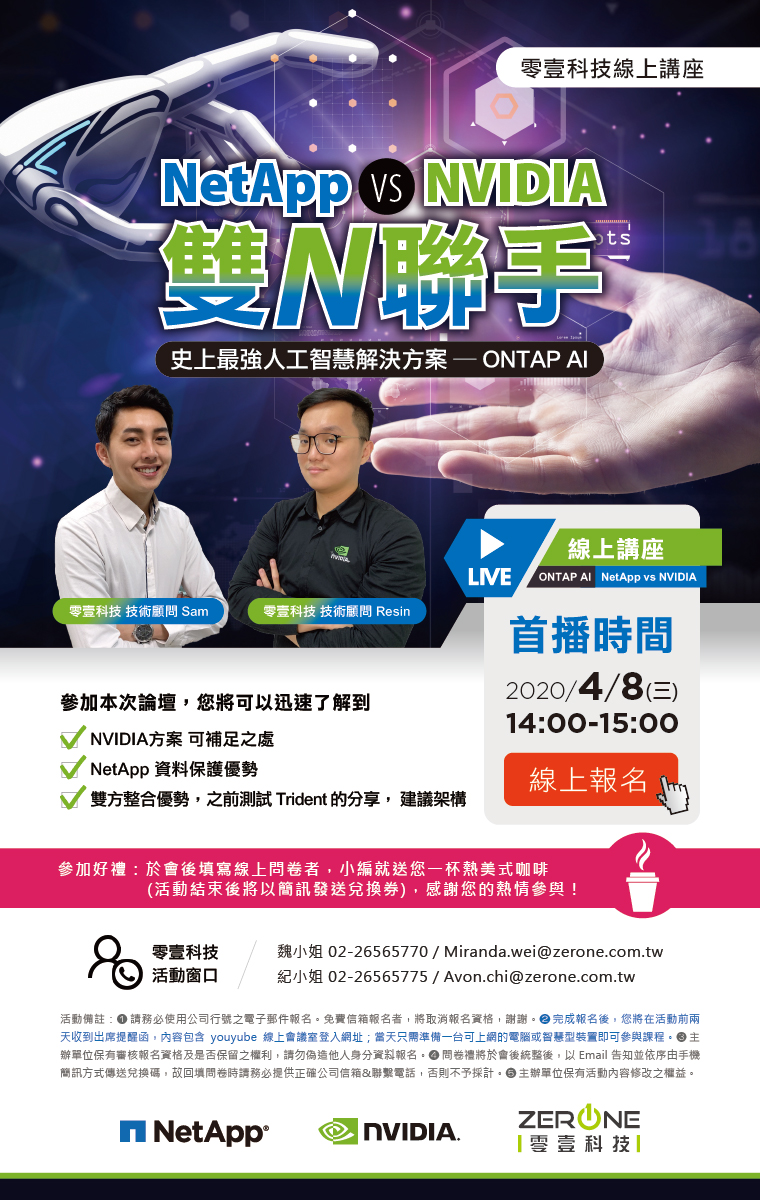 零壹科技線上講座
NetApp VS NVIDIA
雙N聯手
史上最強人工智慧解決方案 — ONTAP AI
nVIDIA.
零壹科技 技術顧問 Sam
零壹科技 技術顧問 Resin
LIVE
線上講座
ONTAP AI NetApp vs NVIDIA
首播時間
2020/4/8(三)
14:00-15:00
線上報名
參加本次論壇，您將可以迅速了解到
NVIDIA方案 可補足之處
NetApp 資料保護優勢
雙方整合優勢，之前測試 Trident 的分享， 建議架構
參加好禮：於會後填寫線上問卷者，小編就送您一杯熱美式咖啡
(活動結束後將以簡訊發送兌換券)，感謝您的熱情參與！
零壹科技
活動窗口
魏小姐 02-26565770 / Miranda.wei@zerone.com.tw
紀小姐 02-26565775 / Avon.chi@zerone.com.tw
活動備註：❶ 請務必使用公司行號之電子郵件報名。免費信箱報名者，將取消報名資格，謝謝。❷ 完成報名後，您將在活動前兩
天收到出席提醒函，內容包含 youyube 線上會議室登入網址；當天只需準備一台可上網的電腦或智慧型裝置即可參與課程。❸ 主
辦單位保有審核報名資格及是否保留之權利，請勿偽造他人身分資料報名。❹ 問卷禮將於會後統整後，以 Email 告知並依序由手機
簡訊方式傳送兌換碼，故回填問卷時請務必提供正確公司信箱&聯繫電話，否則不予採計。❺ 主辦單位保有活動內容修改之權益。
NetApp®
nVIDIA.
ZERONE
零壹科技